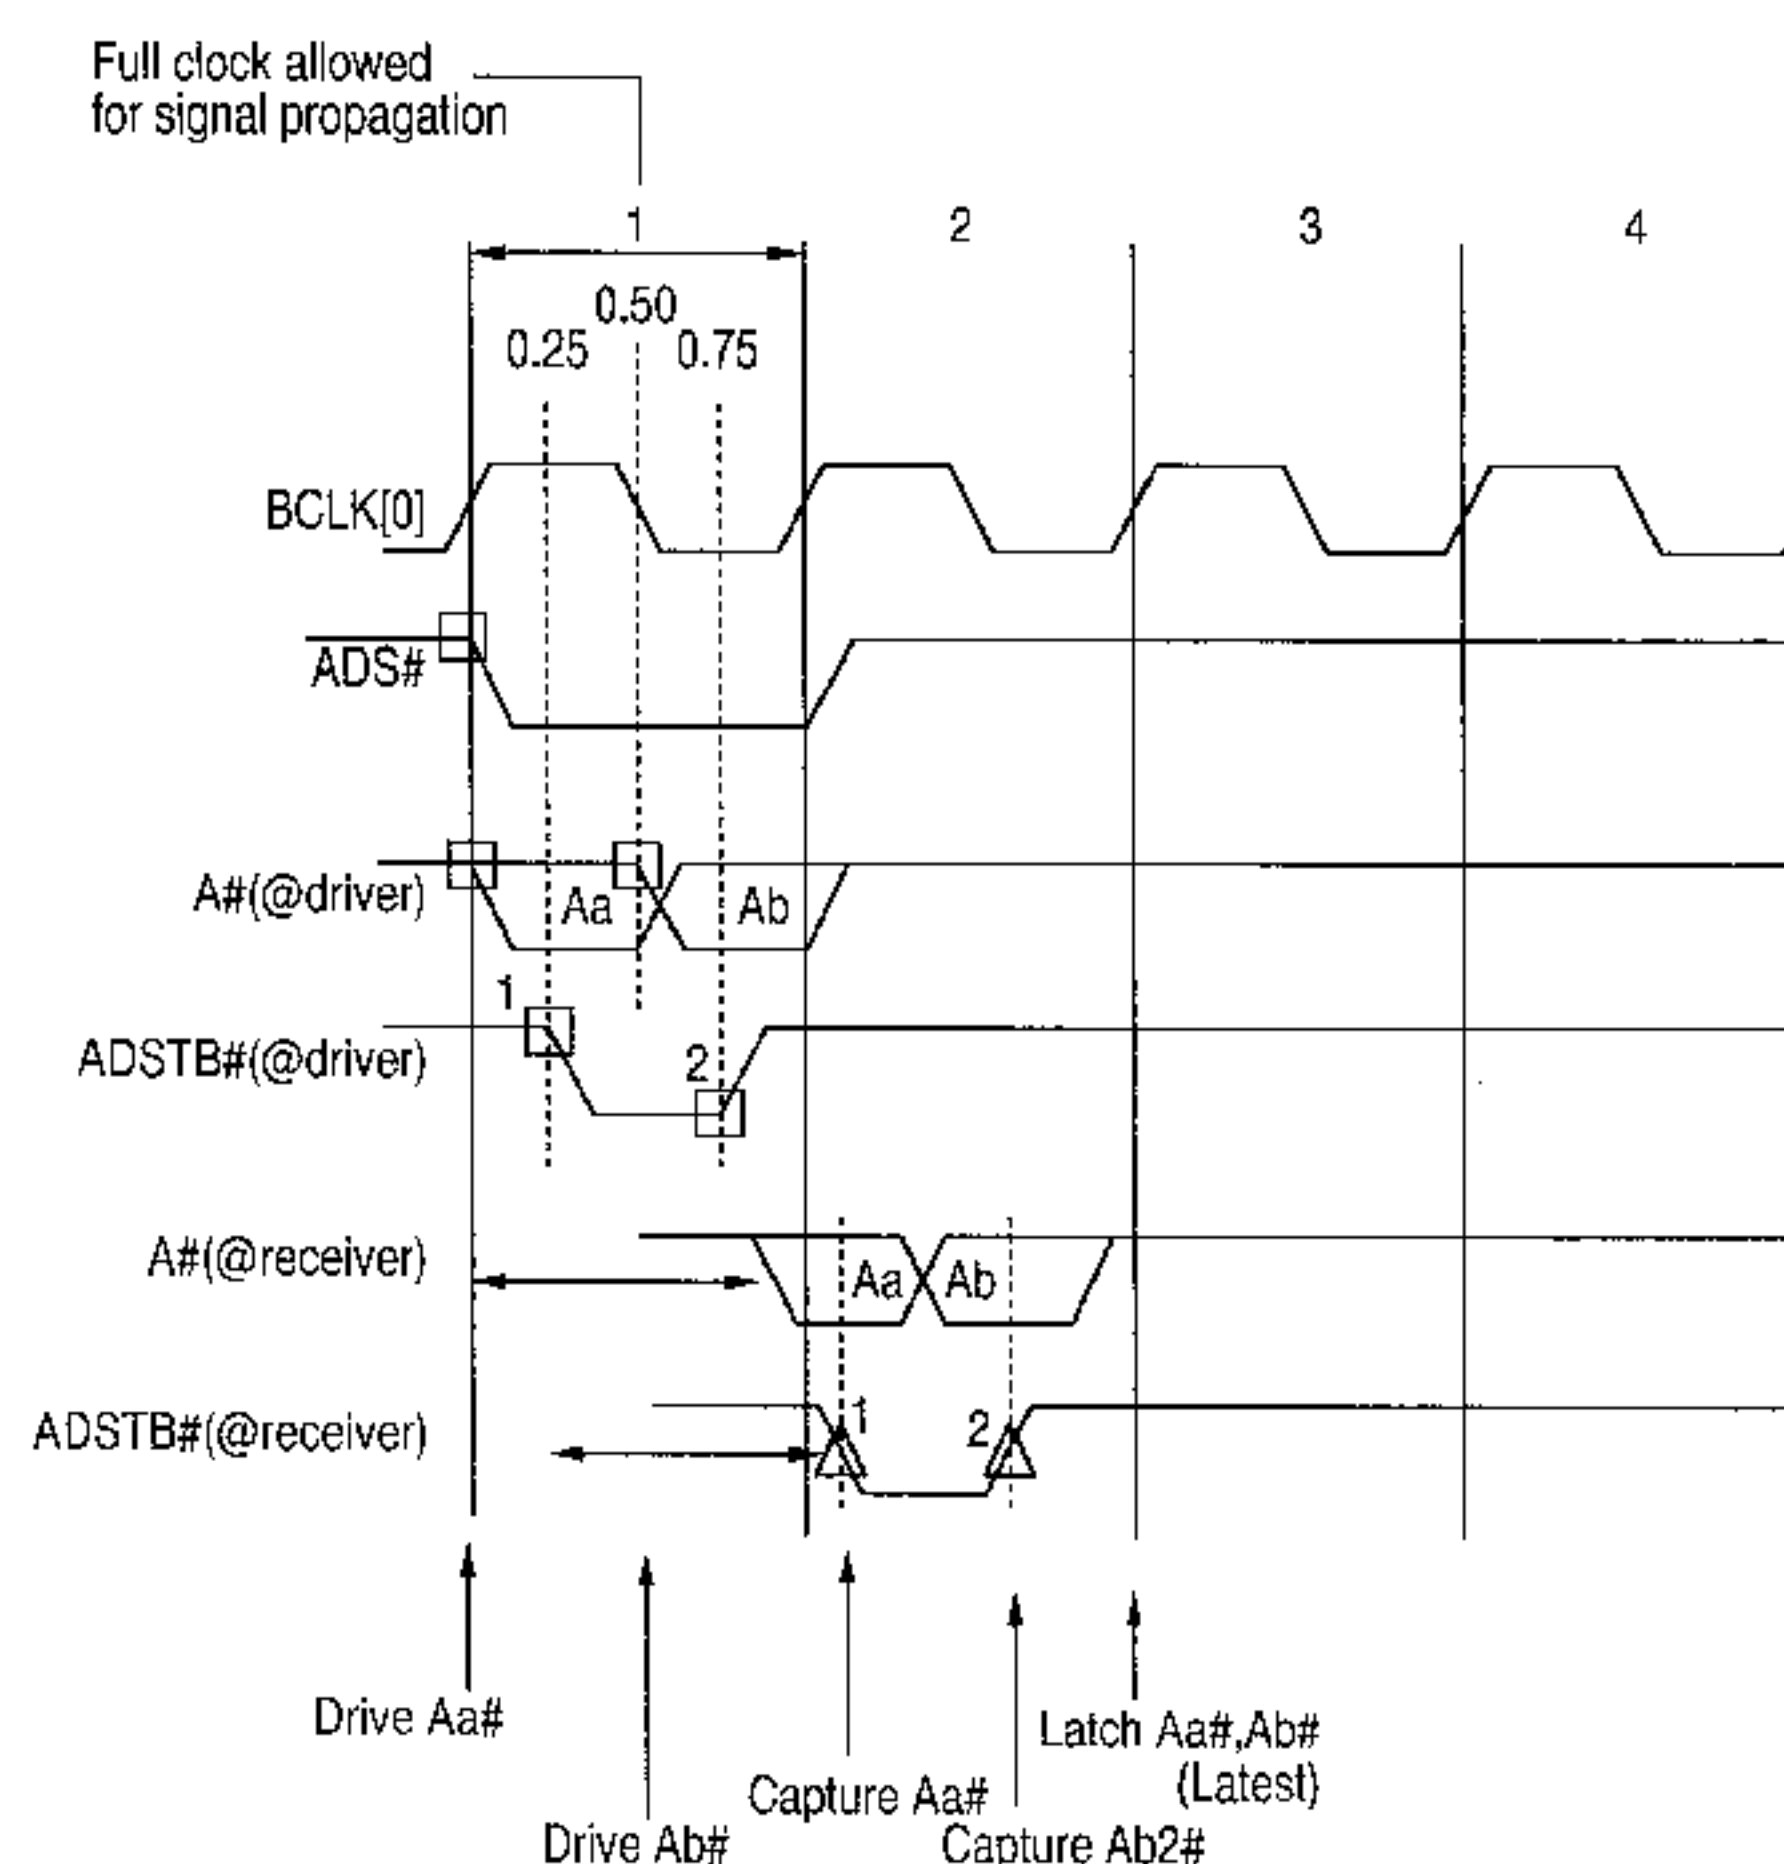 Full clock allowed
for signal propagation
1 2 3 4
0.50
0.25 0.75
BCLK[0]
ADS#
A#(@driver) Aa Ab
1
ADSTB#(@driver) 2
A#(@receiver) Aa Ab
ADSTB#(@receiver) 1 2
Drive Aa#
Latch Aa#,Ab#
(Latest)
Capture Aa#
Drive Ab# Capture Ab2#